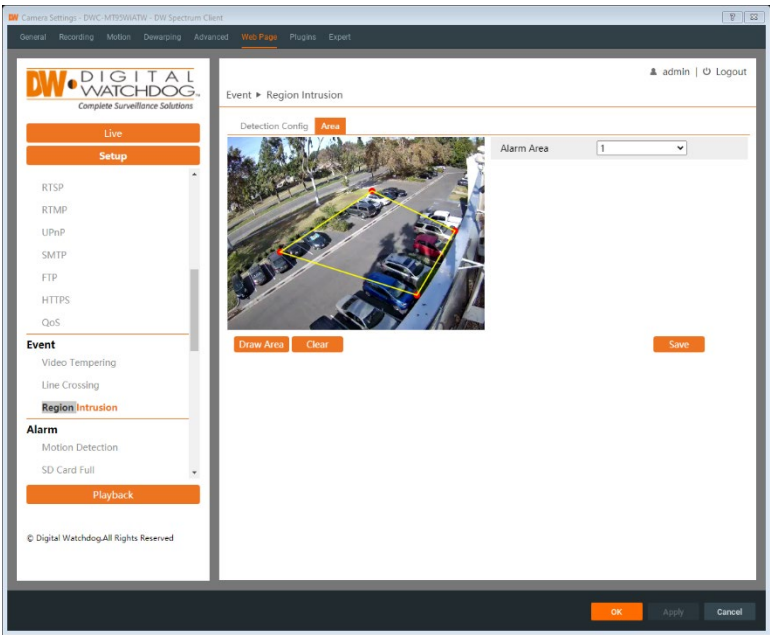 DW Camera Settings - DWC-MT95WiATW - DW Spectrum Client
General Recording Motion Dewarping Advanced Web Page Plugins Expert
admin | Logout
DW DIGITAL
WATCHDOG
Complete Surveillance Solutions
Event ▸ Region Intrusion
Live
Setup
Detection Config Area
Alarm Area 1
RTSP
RTMP
UPnP
SMTP
FTP
HTTPS
QoS
Draw Area Clear Save
Event
Video Tempering
Line Crossing
Region Intrusion
Alarm
Motion Detection
SD Card Full
Playback
© Digital Watchdog.All Rights Reserved
OK Apply Cancel